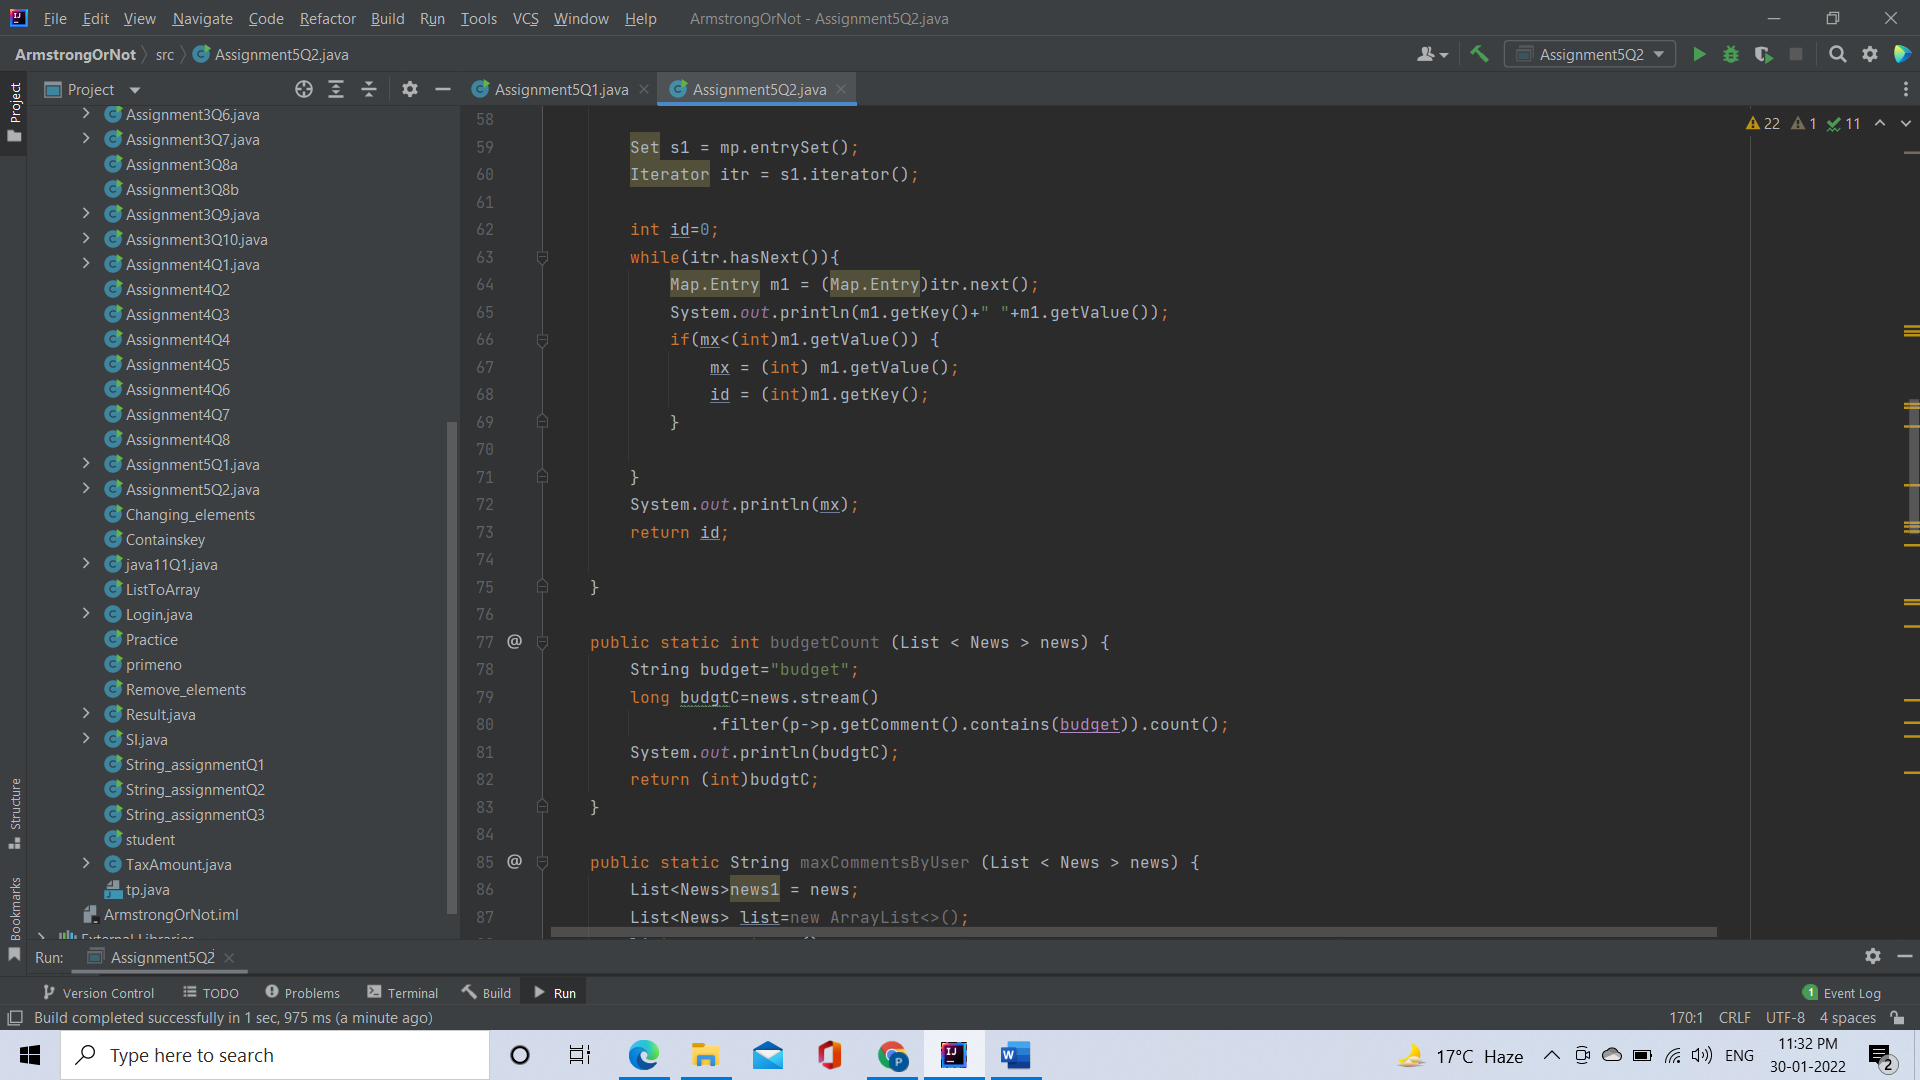 File Edit View Navigate Code Refactor Build Run Tools VCS Window Help ArmstrongOrNot - Assignment5Q2.java
ArmstrongOrNot src Assignment5Q2.java Assignment5Q2
Project Assignment5Q1.java Assignment5Q2.java
Project
Assignment3Q6.java
Assignment3Q7.java
Assignment3Q8a
Assignment3Q8b
Assignment3Q9.java
Assignment3Q10.java
Assignment4Q1.java
Assignment4Q2
Assignment4Q3
Assignment4Q4
Assignment4Q5
Assignment4Q6
Assignment4Q7
Assignment4Q8
Assignment5Q1.java
Assignment5Q2.java
Changing_elements
Containskey
java11Q1.java
ListToArray
Login.java
Practice
primeno
Remove_elements
Result.java
SI.java
String_assignmentQ1
String_assignmentQ2
String_assignmentQ3
student
TaxAmount.java
tp.java
ArmstrongOrNot.iml
External Libraries
Structure
Bookmarks
22 1 11
58
59 Set s1 = mp.entrySet();
60 Iterator itr = s1.iterator();
61
62 int id=0;
63 while(itr.hasNext()){
64 Map.Entry m1 = (Map.Entry)itr.next();
65 System.out.println(m1.getKey()+" "+m1.getValue());
66 if(mx<(int)m1.getValue()) {
67 mx = (int) m1.getValue();
68 id = (int)m1.getKey();
69 }
70
71 }
72 System.out.println(mx);
73 return id;
74
75 }
76
77 @ public static int budgetCount (List < News > news) {
78 String budget="budget";
79 long budgtC=news.stream()
80 .filter(p->p.getComment().contains(budget)).count();
81 System.out.println(budgtC);
82 return (int)budgtC;
83 }
84
85 @ public static String maxCommentsByUser (List < News > news) {
86 List<News>news1 = news;
87 List<News> list=new ArrayList<>();
Run: Assignment5Q2
Version Control TODO Problems Terminal Build Run 1 Event Log
Build completed successfully in 1 sec, 975 ms (a minute ago) 170:1 CRLF UTF-8 4 spaces
Type here to search
17°C Haze ENG 11:32 PM
30-01-2022 2